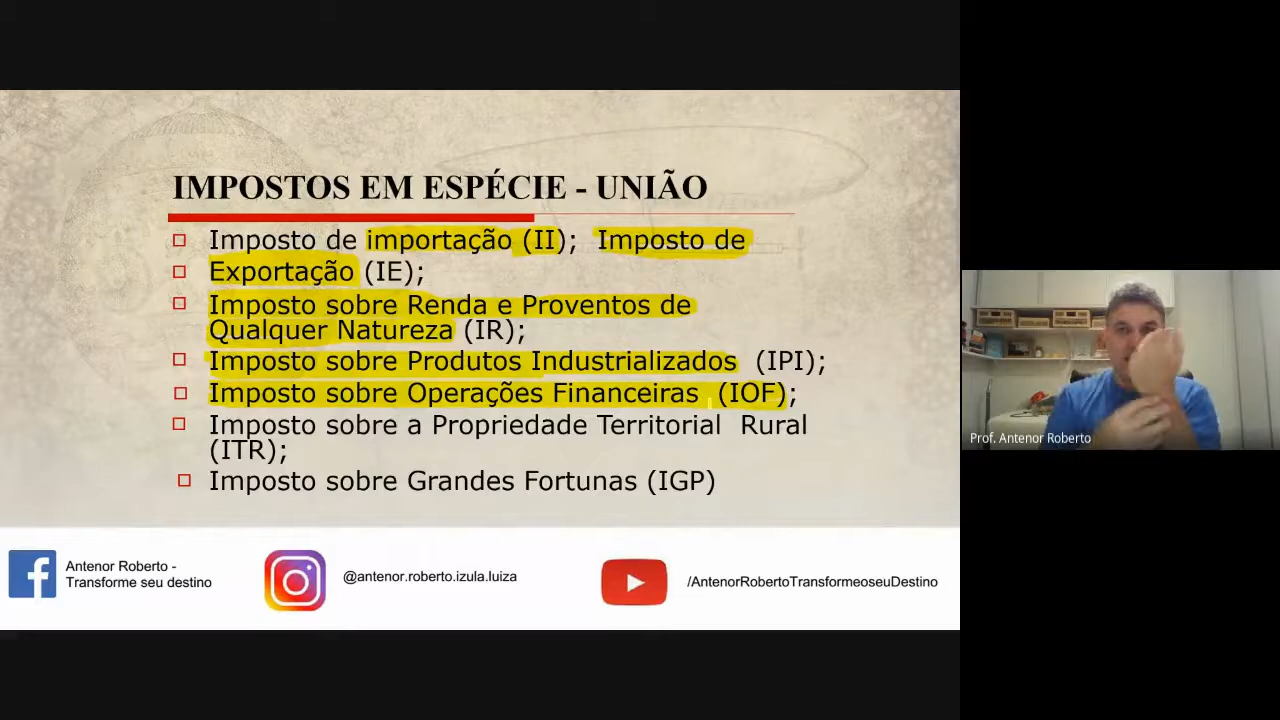 IMPOSTOS EM ESPÉCIE - UNIÃO
Imposto de importação (II); Imposto de
Exportação (IE);
Imposto sobre Renda e Proventos de
Qualquer Natureza (IR);
Imposto sobre Produtos Industrializados (IPI);
Imposto sobre Operações Financeiras (IOF);
Imposto sobre a Propriedade Territorial Rural
(ITR);
Imposto sobre Grandes Fortunas (IGP)
Prof. Antenor Roberto
Antenor Roberto -
Transforme seu destino
@antenor.roberto.izula.luiza
/AntenorRobertoTransformeoseuDestino